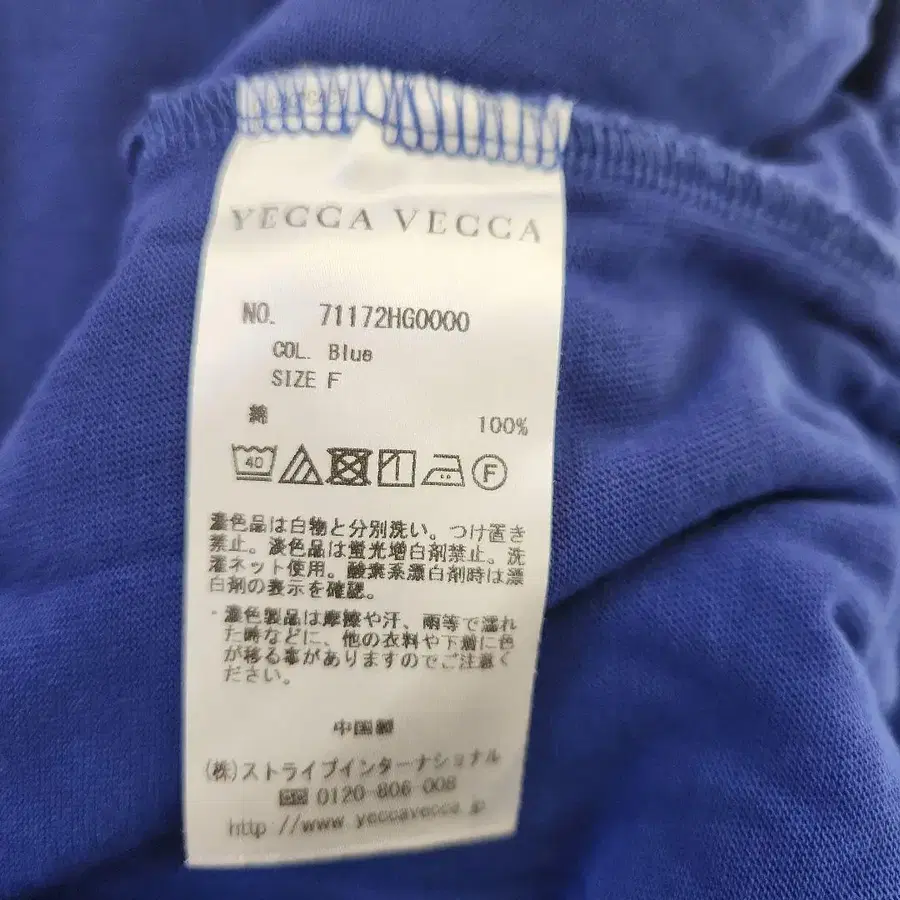 YECCA VECCA
NO. 71172HG0000
COL. Blue
SIZE F
綿 100%
40 F
濃色品は白物と分別洗い。つけ置き
禁止。淡色品は蛍光増白剤禁止。洗
濯ネット使用。酸素系漂白剤時は漂
白剤の表示を確認。
・濃色製品は摩擦や汗、雨等で濡れ
た時などに、他の衣料や下着に色
が移る事がありますのでご注意く
ださい。
中国製
(株)ストライプインターナショナル
0120-806-008
http://www.yeccavecca.jp